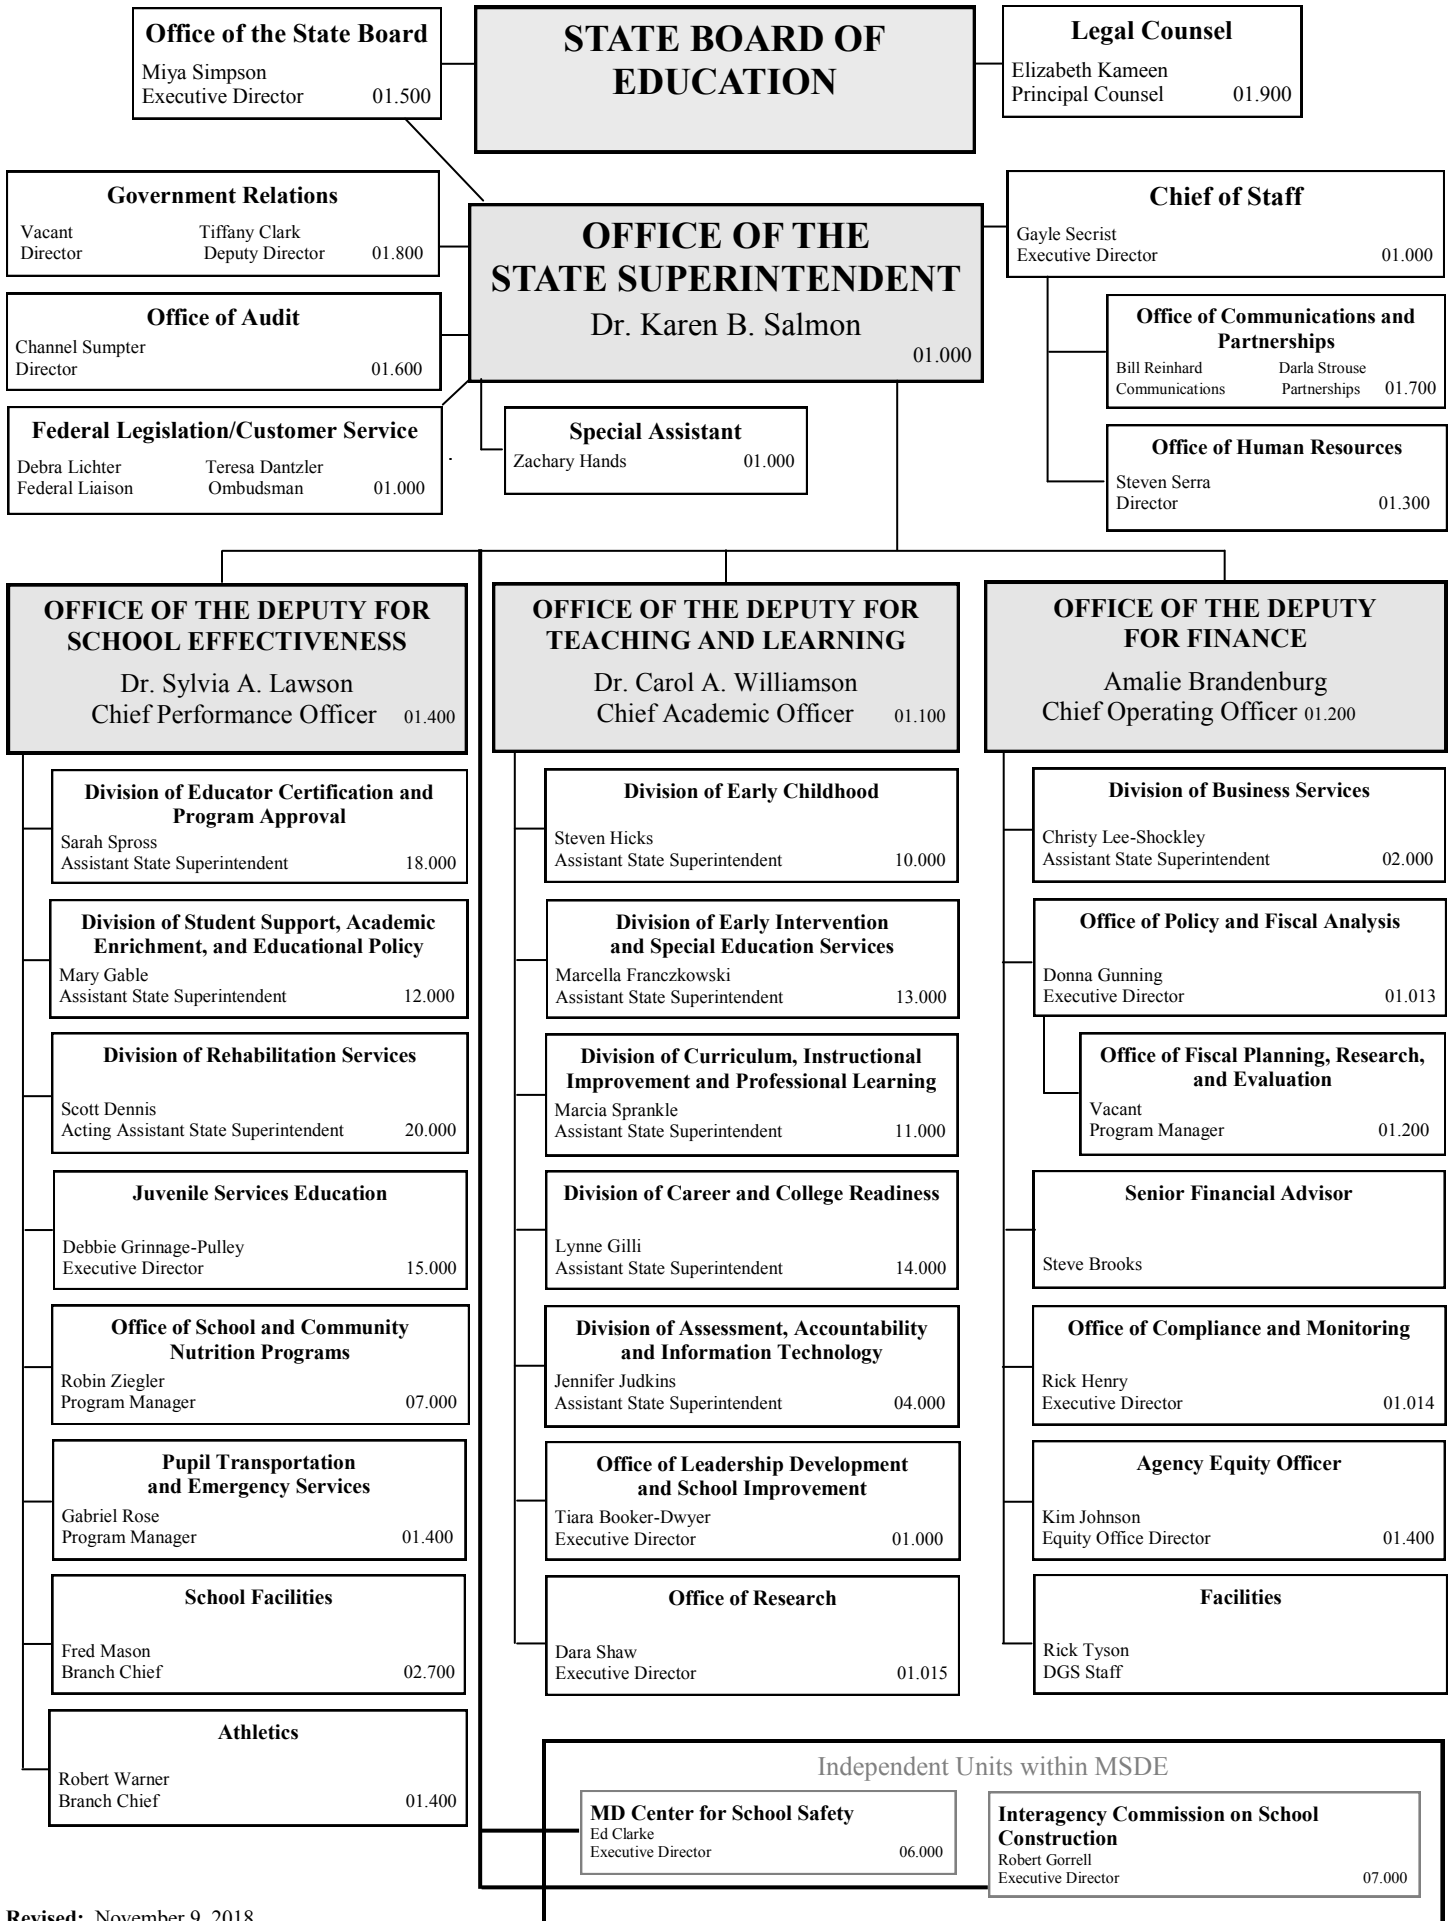 Office of the State Board
Miya Simpson
Executive Director 01.500
STATE BOARD OF
EDUCATION
Legal Counsel
Elizabeth Kameen
Principal Counsel 01.900
Government Relations
Vacant Tiffany Clark
Director Deputy Director 01.800
OFFICE OF THE
STATE SUPERINTENDENT
Dr. Karen B. Salmon
01.000
Chief of Staff
Gayle Secrist
Executive Director 01.000
Office of Audit
Channel Sumpter
Director 01.600
Office of Communications and
Partnerships
Bill Reinhard Darla Strouse
Communications Partnerships 01.700
Federal Legislation/Customer Service
Debra Lichter Teresa Dantzler
Federal Liaison Ombudsman 01.000
Special Assistant
Zachary Hands 01.000
Office of Human Resources
Steven Serra
Director 01.300
OFFICE OF THE DEPUTY FOR
SCHOOL EFFECTIVENESS
Dr. Sylvia A. Lawson
Chief Performance Officer 01.400
Division of Educator Certification and
Program Approval
Sarah Spross
Assistant State Superintendent 18.000
Division of Student Support, Academic
Enrichment, and Educational Policy
Mary Gable
Assistant State Superintendent 12.000
Division of Rehabilitation Services
Scott Dennis
Acting Assistant State Superintendent 20.000
Juvenile Services Education
Debbie Grinnage-Pulley
Executive Director 15.000
Office of School and Community
Nutrition Programs
Robin Ziegler
Program Manager 07.000
Pupil Transportation
and Emergency Services
Gabriel Rose
Program Manager 01.400
School Facilities
Fred Mason
Branch Chief 02.700
Athletics
Robert Warner
Branch Chief 01.400
OFFICE OF THE DEPUTY FOR
TEACHING AND LEARNING
Dr. Carol A. Williamson
Chief Academic Officer 01.100
Division of Early Childhood
Steven Hicks
Assistant State Superintendent 10.000
Division of Early Intervention
and Special Education Services
Marcella Franczkowski
Assistant State Superintendent 13.000
Division of Curriculum, Instructional
Improvement and Professional Learning
Marcia Sprankle
Assistant State Superintendent 11.000
Division of Career and College Readiness
Lynne Gilli
Assistant State Superintendent 14.000
Division of Assessment, Accountability
and Information Technology
Jennifer Judkins
Assistant State Superintendent 04.000
Office of Leadership Development
and School Improvement
Tiara Booker-Dwyer
Executive Director 01.000
Office of Research
Dara Shaw
Executive Director 01.015
OFFICE OF THE DEPUTY
FOR FINANCE
Amalie Brandenburg
Chief Operating Officer 01.200
Division of Business Services
Christy Lee-Shockley
Assistant State Superintendent 02.000
Office of Policy and Fiscal Analysis
Donna Gunning
Executive Director 01.013
Office of Fiscal Planning, Research,
and Evaluation
Vacant
Program Manager 01.200
Senior Financial Advisor
Steve Brooks
Office of Compliance and Monitoring
Rick Henry
Executive Director 01.014
Agency Equity Officer
Kim Johnson
Equity Office Director 01.400
Facilities
Rick Tyson
DGS Staff
Independent Units within MSDE
MD Center for School Safety
Ed Clarke
Executive Director 06.000
Interagency Commission on School
Construction
Robert Gorrell
Executive Director 07.000
Revised: November 9, 2018